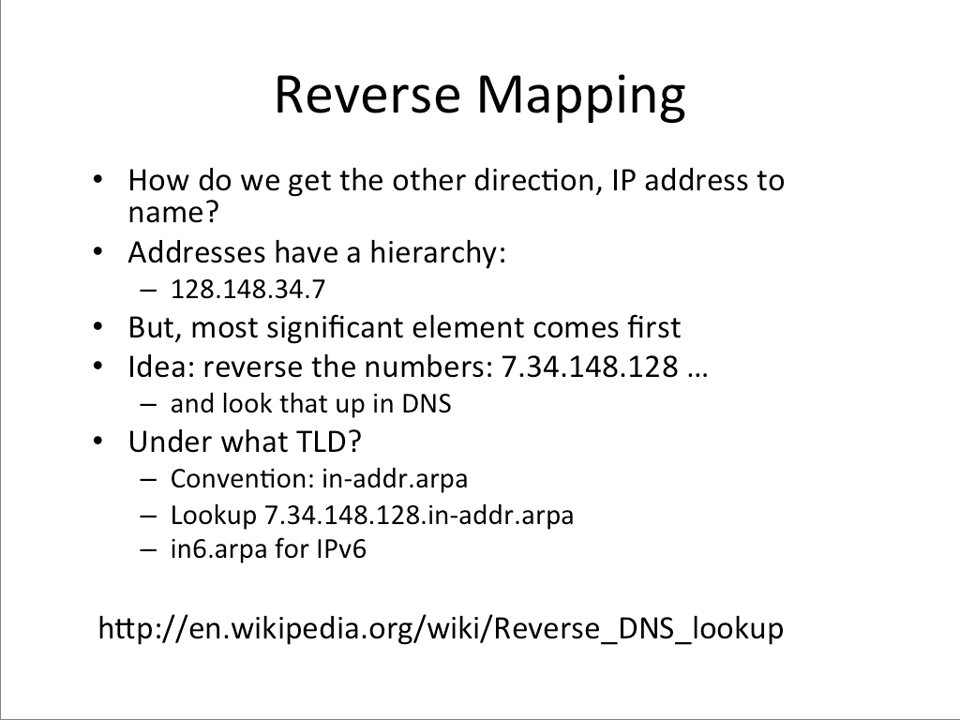 Reverse Mapping
• How do we get the other direction, IP address to
name?
• Addresses have a hierarchy:
– 128.148.34.7
• But, most significant element comes first
• Idea: reverse the numbers: 7.34.148.128 …
– and look that up in DNS
• Under what TLD?
– Convention: in-addr.arpa
– Lookup 7.34.148.128.in-addr.arpa
– in6.arpa for IPv6
http://en.wikipedia.org/wiki/Reverse_DNS_lookup